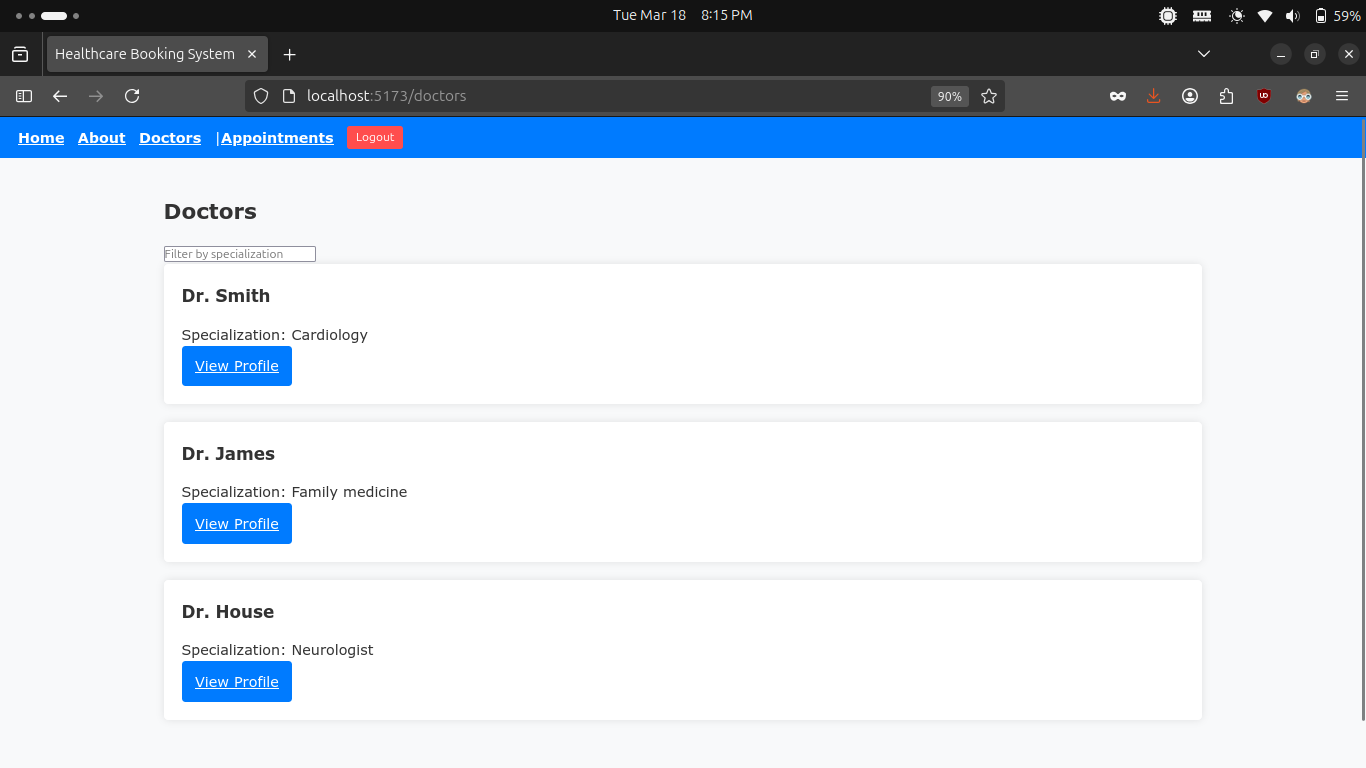 Tue Mar 18 8:15 PM
59%
Healthcare Booking System
localhost:5173/doctors
90%
Home About Doctors |Appointments Logout
Doctors
Filter by specialization
Dr. Smith
Specialization: Cardiology
View Profile
Dr. James
Specialization: Family medicine
View Profile
Dr. House
Specialization: Neurologist
View Profile